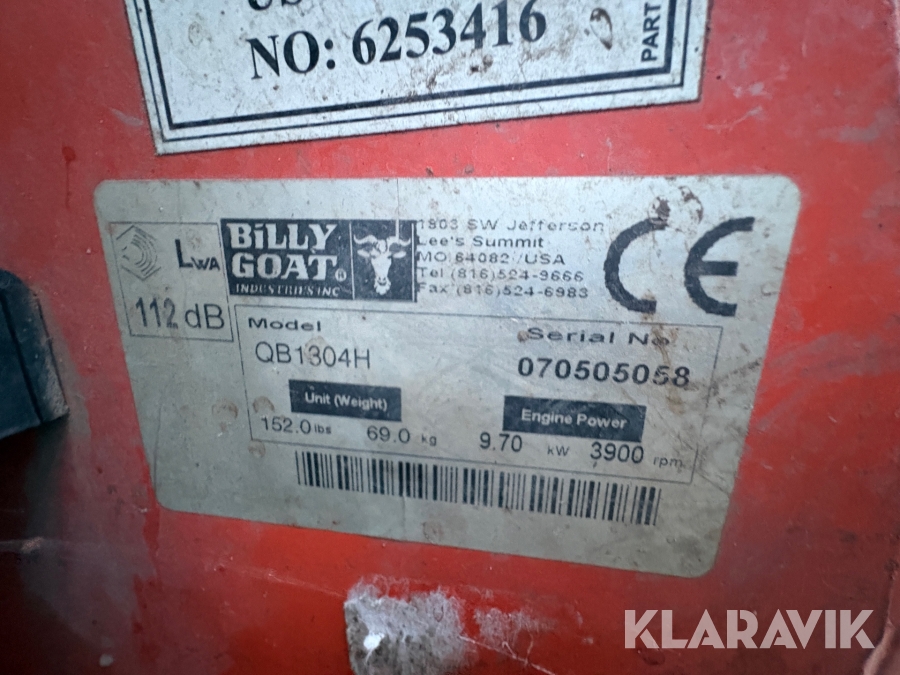 US
NO: 6253416
PART
LWA
112 dB
BiLLY GOAT®
INDUSTRIES INC
1803 SW Jefferson
Lee's Summit
MO 64082 / USA
Tel (816)524-9666
Fax (816)524-6983
CE
Model
QB1304H
Serial No
070505058
Unit (Weight)
152.0 lbs 69.0 kg
Engine Power
9.70 kW 3900 rpm
KLARAVIK